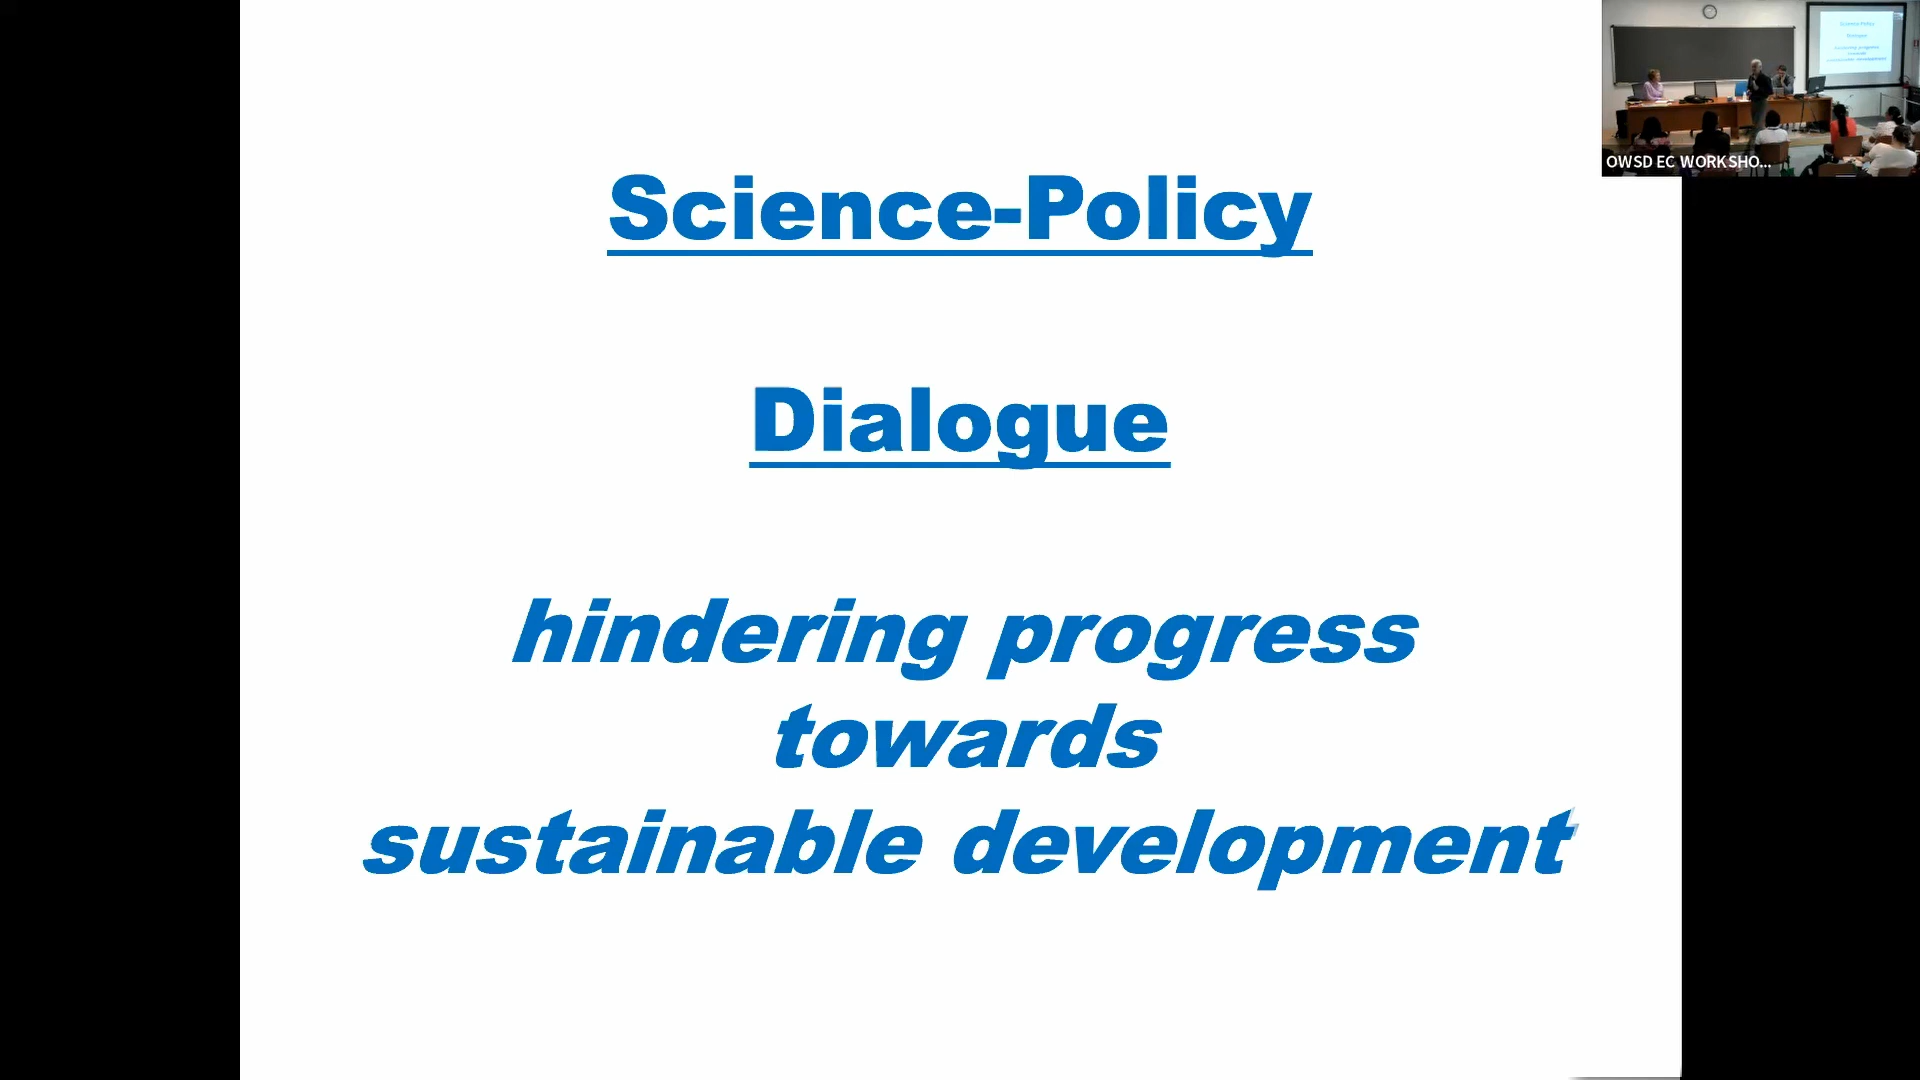 Science-Policy
Dialogue
hindering progress
towards
sustainable development
OWSD EC WORKSHO...